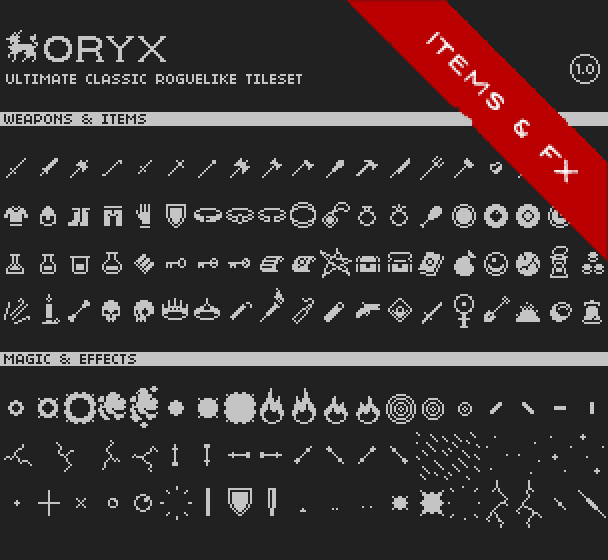 ORYX
ULTIMATE CLASSIC ROGUELIKE TILESET
ITEMS & FX
1.0
WEAPONS & ITEMS
MAGIC & EFFECTS